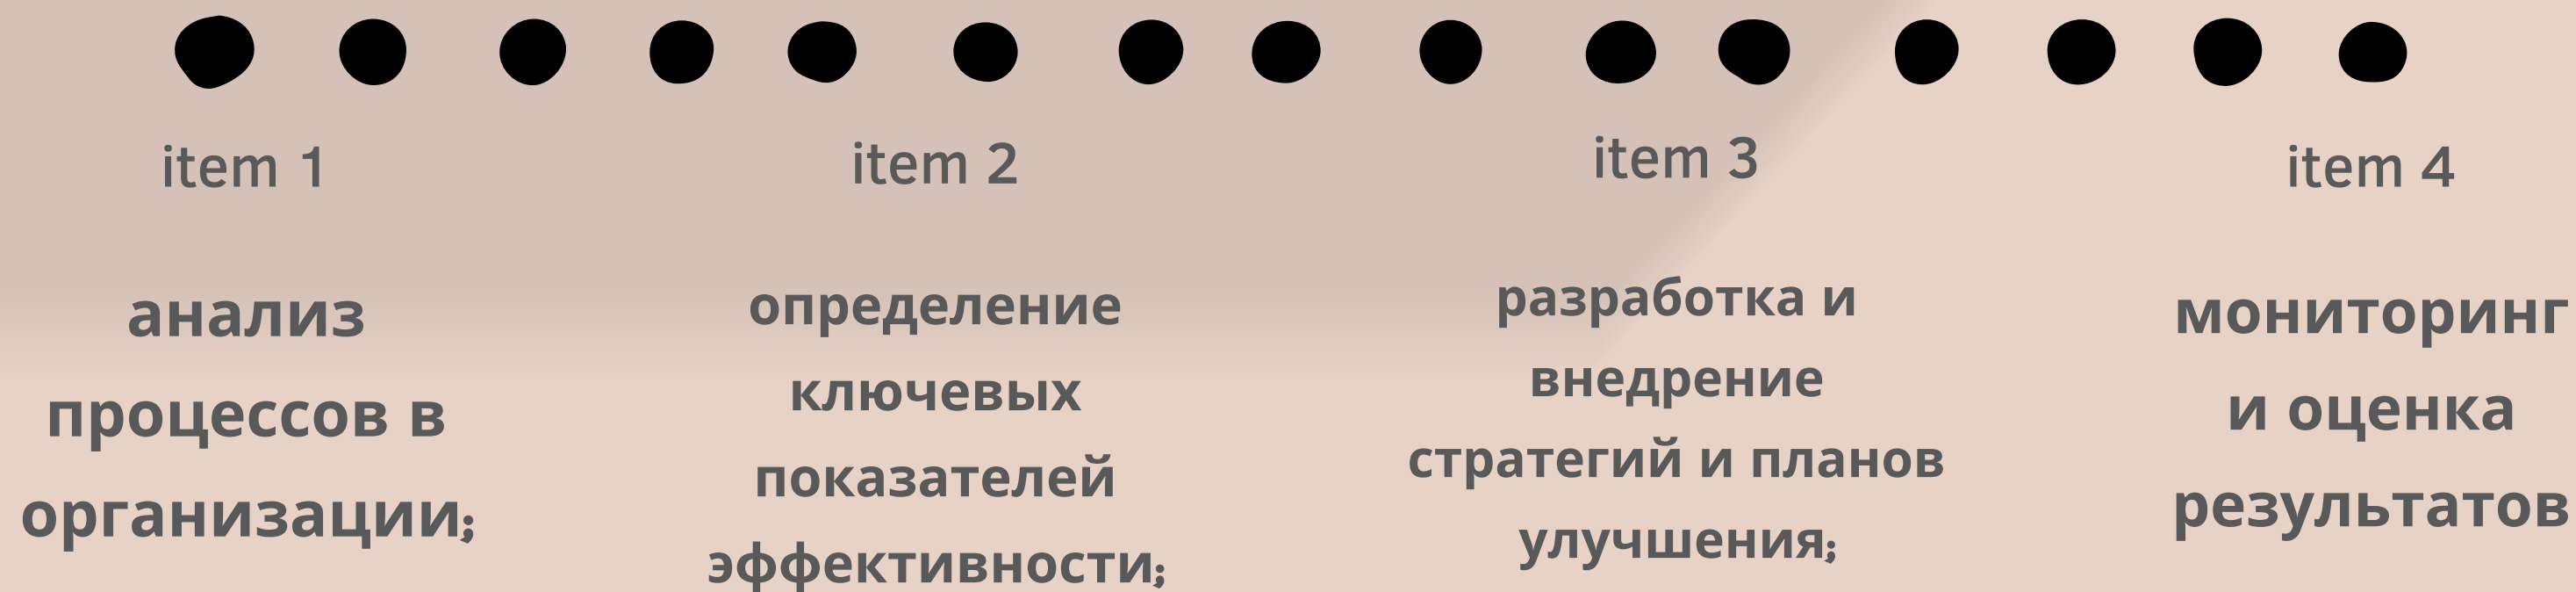 item 1
анализ
процессов в
организации;
item 2
определение
ключевых
показателей
эффективности;
item 3
разработка и
внедрение
стратегий и планов
улучшения;
item 4
мониторинг
и оценка
результатов